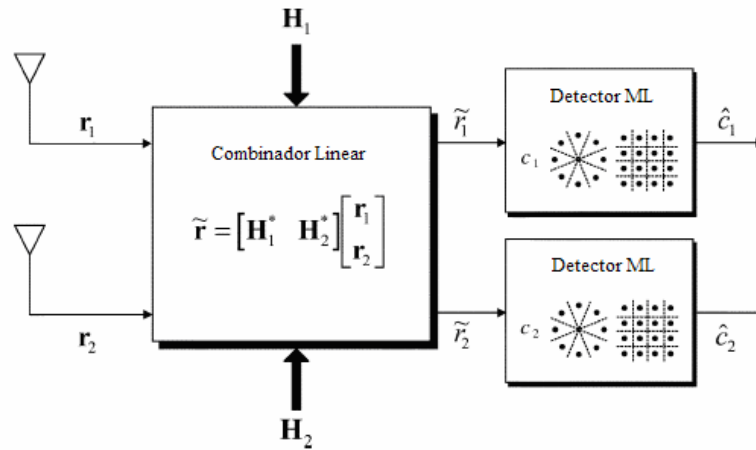 H₁
r₁
Combinador Linear
r̃ = [H₁* H₂*] [r₁ r₂]
r₂
H₂
r̃₁
Detector ML
c₁
ĉ₁
r̃₂
Detector ML
c₂
ĉ₂